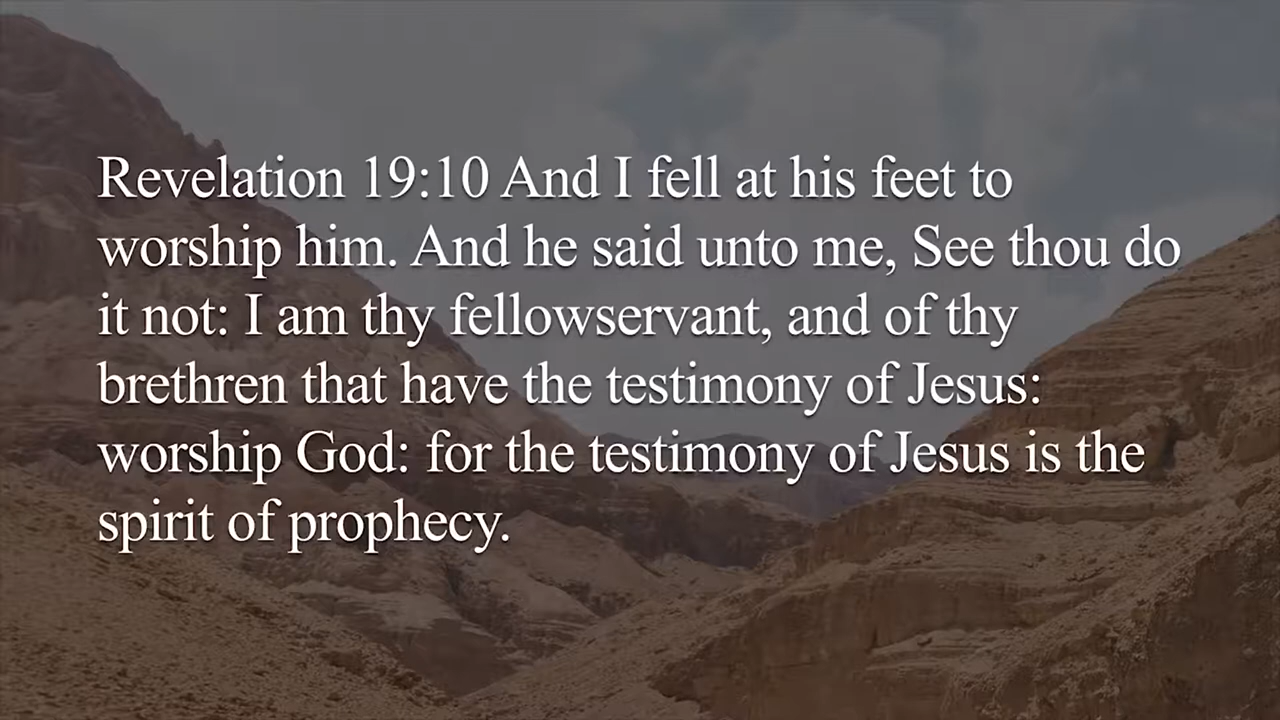 Revelation 19:10 And I fell at his feet to
worship him. And he said unto me, See thou do
it not: I am thy fellowservant, and of thy
brethren that have the testimony of Jesus:
worship God: for the testimony of Jesus is the
spirit of prophecy.